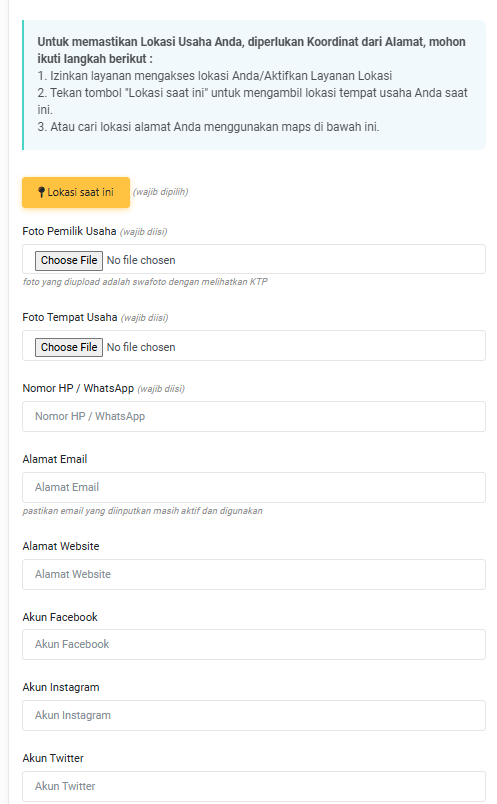 Untuk memastikan Lokasi Usaha Anda, diperlukan Koordinat dari Alamat, mohon
ikuti langkah berikut :
1. Izinkan layanan mengakses lokasi Anda/Aktifkan Layanan Lokasi
2. Tekan tombol "Lokasi saat ini" untuk mengambil lokasi tempat usaha Anda saat
ini.
3. Atau cari lokasi alamat Anda menggunakan maps di bawah ini.
Lokasi saat ini (wajib dipilih)
Foto Pemilik Usaha (wajib diisi)
Choose File No file chosen
foto yang diupload adalah swafoto dengan melihatkan KTP
Foto Tempat Usaha (wajib diisi)
Choose File No file chosen
Nomor HP / WhatsApp (wajib diisi)
Nomor HP / WhatsApp
Alamat Email
Alamat Email
pastikan email yang diinputkan masih aktif dan digunakan
Alamat Website
Alamat Website
Akun Facebook
Akun Facebook
Akun Instagram
Akun Instagram
Akun Twitter
Akun Twitter